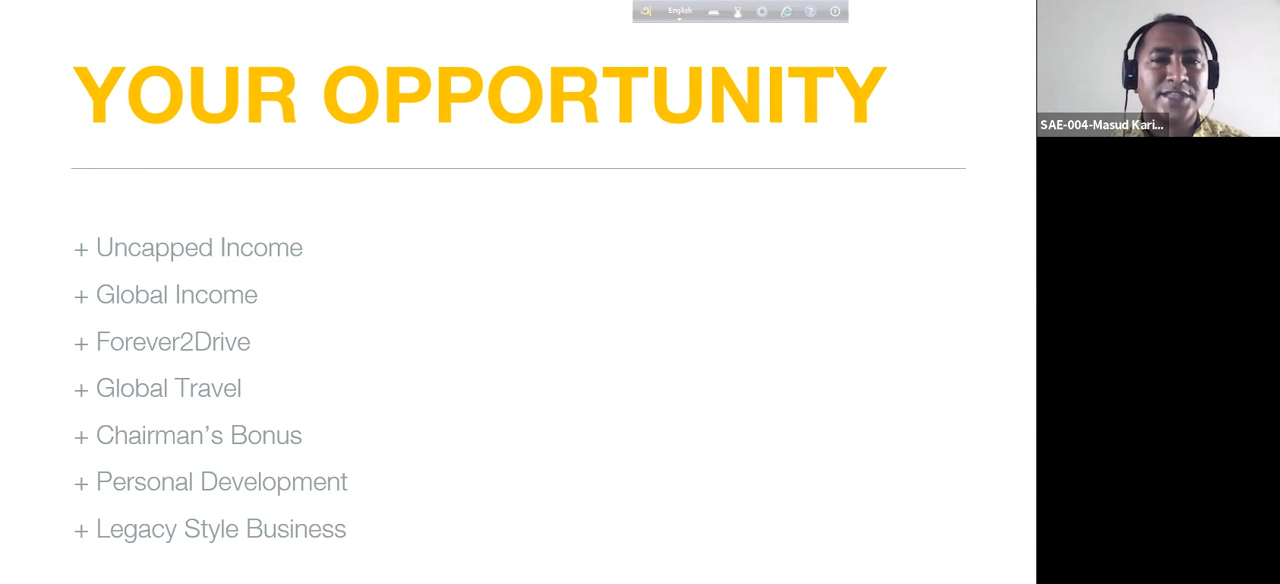 English
YOUR OPPORTUNITY
SAE-004-Masud Kari...
+ Uncapped Income
+ Global Income
+ Forever2Drive
+ Global Travel
+ Chairman’s Bonus
+ Personal Development
+ Legacy Style Business